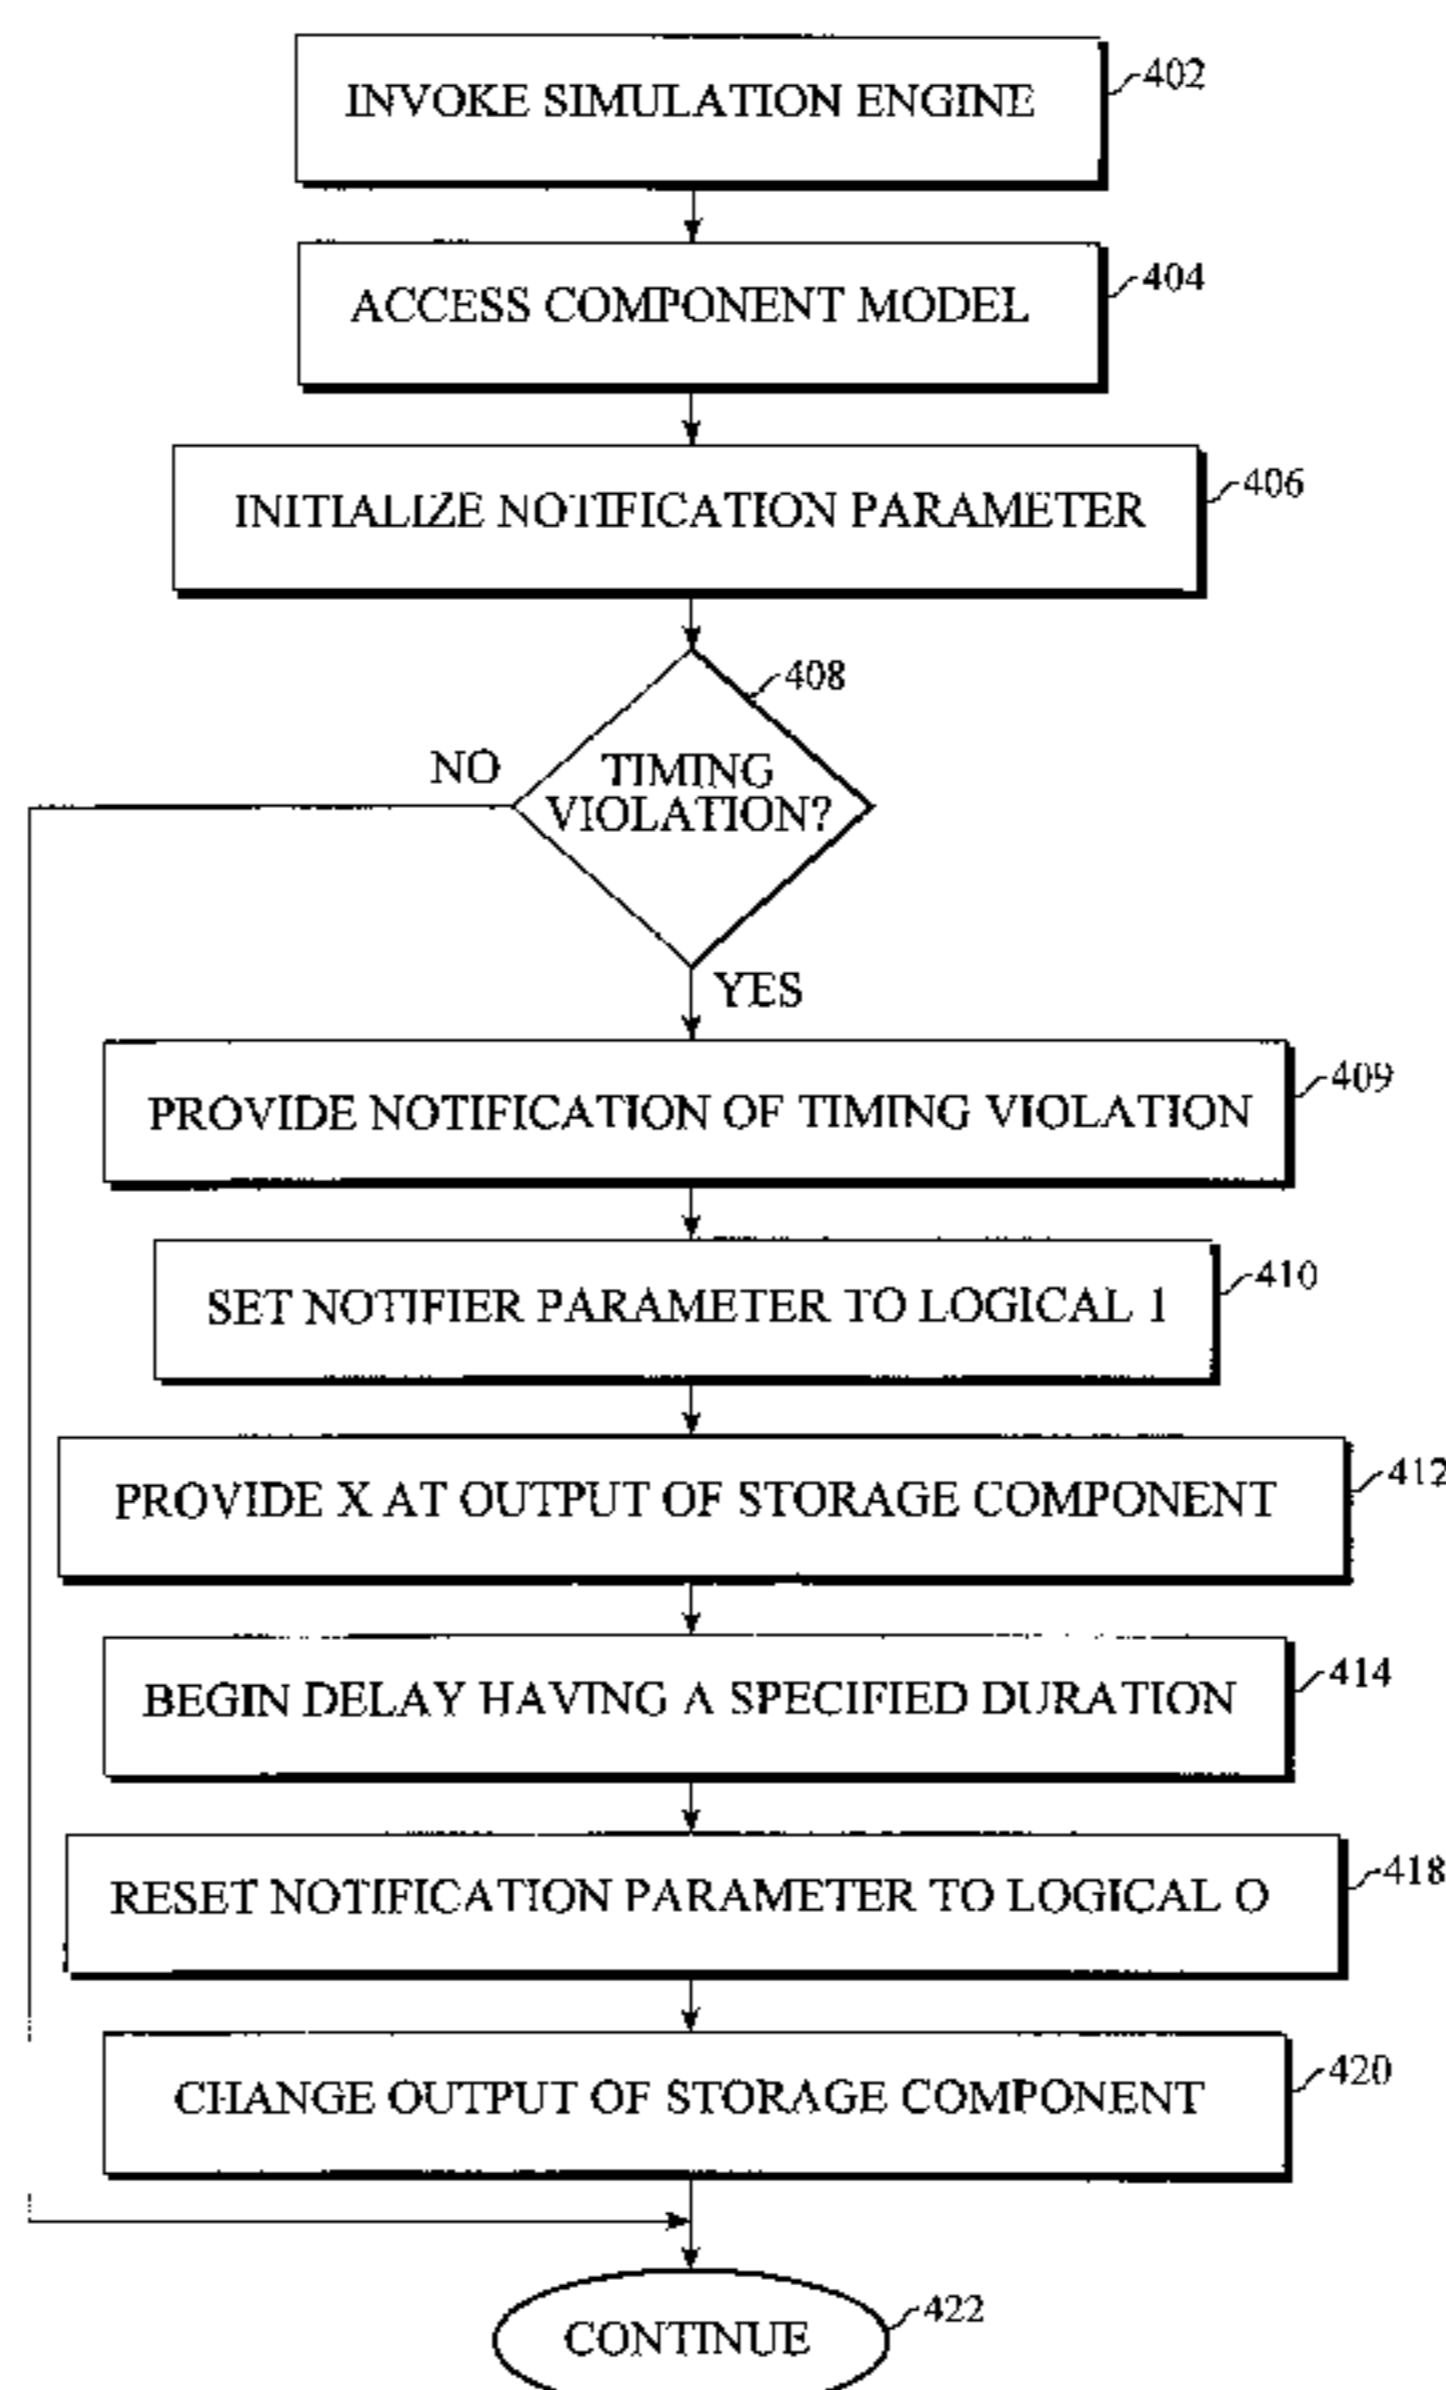 INVOKE SIMULATION ENGINE
402
ACCESS COMPONENT MODEL
404
INITIALIZE NOTIFICATION PARAMETER
406
408
NO
TIMING
VIOLATION?
YES
PROVIDE NOTIFICATION OF TIMING VIOLATION
409
SET NOTIFIER PARAMETER TO LOGICAL 1
410
PROVIDE X AT OUTPUT OF STORAGE COMPONENT
412
BEGIN DELAY HAVING A SPECIFIED DURATION
414
RESET NOTIFICATION PARAMETER TO LOGICAL O
418
CHANGE OUTPUT OF STORAGE COMPONENT
420
CONTINUE
422